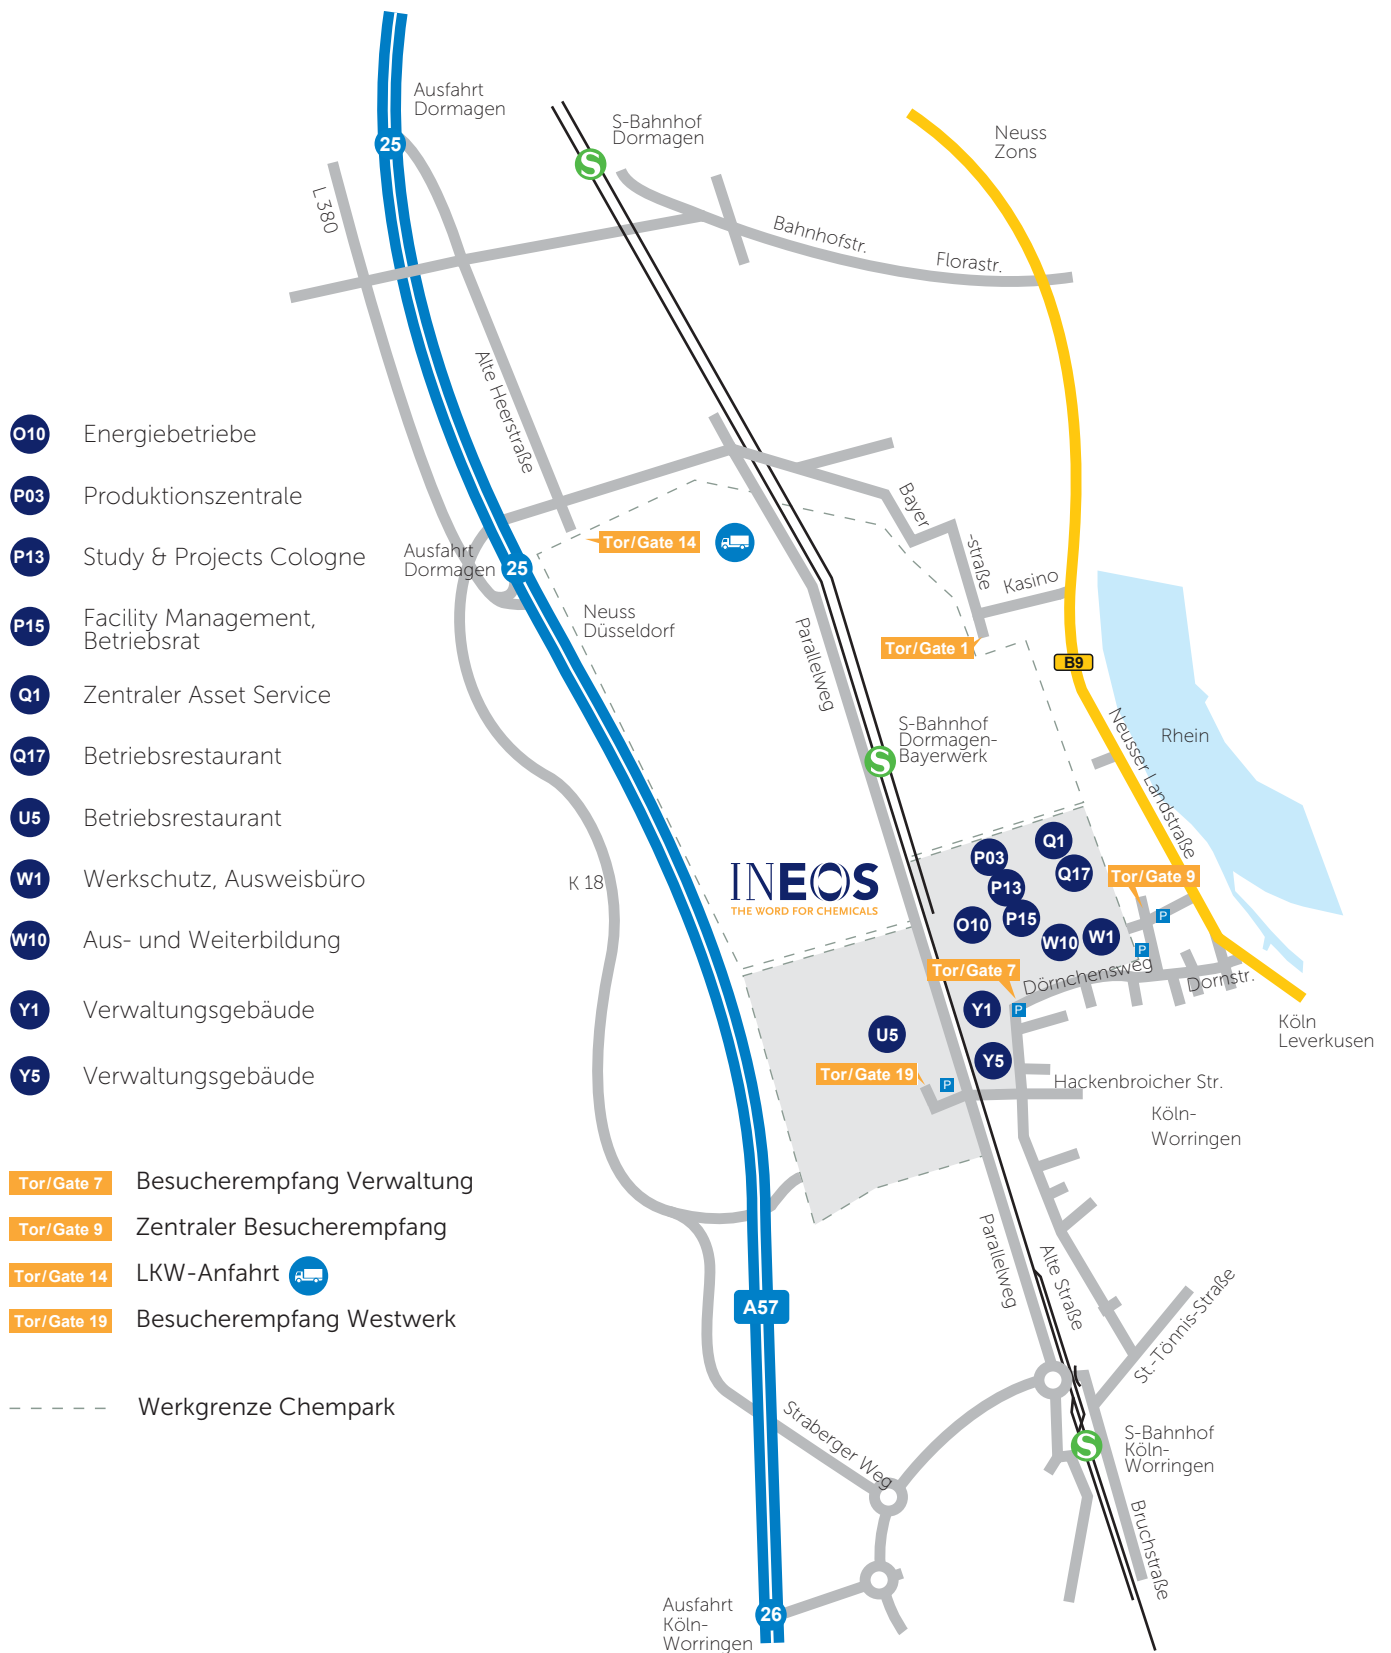 Ausfahrt
Dormagen
25
S-Bahnhof
Dormagen
S
Neuss
Zons
L 380
Bahnhofstr.
Florastr.
Alte Heerstraße
O10 Energiebetriebe
P03 Produktionszentrale
P13 Study & Projects Cologne
P15 Facility Management,
Betriebsrat
Q1 Zentraler Asset Service
Q17 Betriebsrestaurant
U5 Betriebsrestaurant
W1 Werkschutz, Ausweisbüro
W10 Aus- und Weiterbildung
Y1 Verwaltungsgebäude
Y5 Verwaltungsgebäude
Tor/Gate 7 Besucherempfang Verwaltung
Tor/Gate 9 Zentraler Besucherempfang
Tor/Gate 14 LKW-Anfahrt
Tor/Gate 19 Besucherempfang Westwerk
Werkgrenze Chempark
Ausfahrt
Dormagen
25
Tor/Gate 14
Bayer
-straße
Kasino
Neuss
Düsseldorf
Parallelweg
Tor/Gate 1
B9
S-Bahnhof
Dormagen-
Bayerwerk
S
Neusser Landstraße
Rhein
K 18
INEOS
THE WORD FOR CHEMICALS
P03
Q1
P13
Q17
Tor/Gate 9
O10
P15
W10
W1
P
P
Tor/Gate 7
Dörnchensweg
Dornstr.
Y1
P
U5
Y5
Köln
Leverkusen
Tor/Gate 19
P
Hackenbroicher Str.
Köln-
Worringen
Parallelweg
Alte Straße
A57
St.-Tönnis-Straße
Straberger Weg
S-Bahnhof
Köln-
Worringen
S
Bruchstraße
Ausfahrt
Köln-
Worringen
26